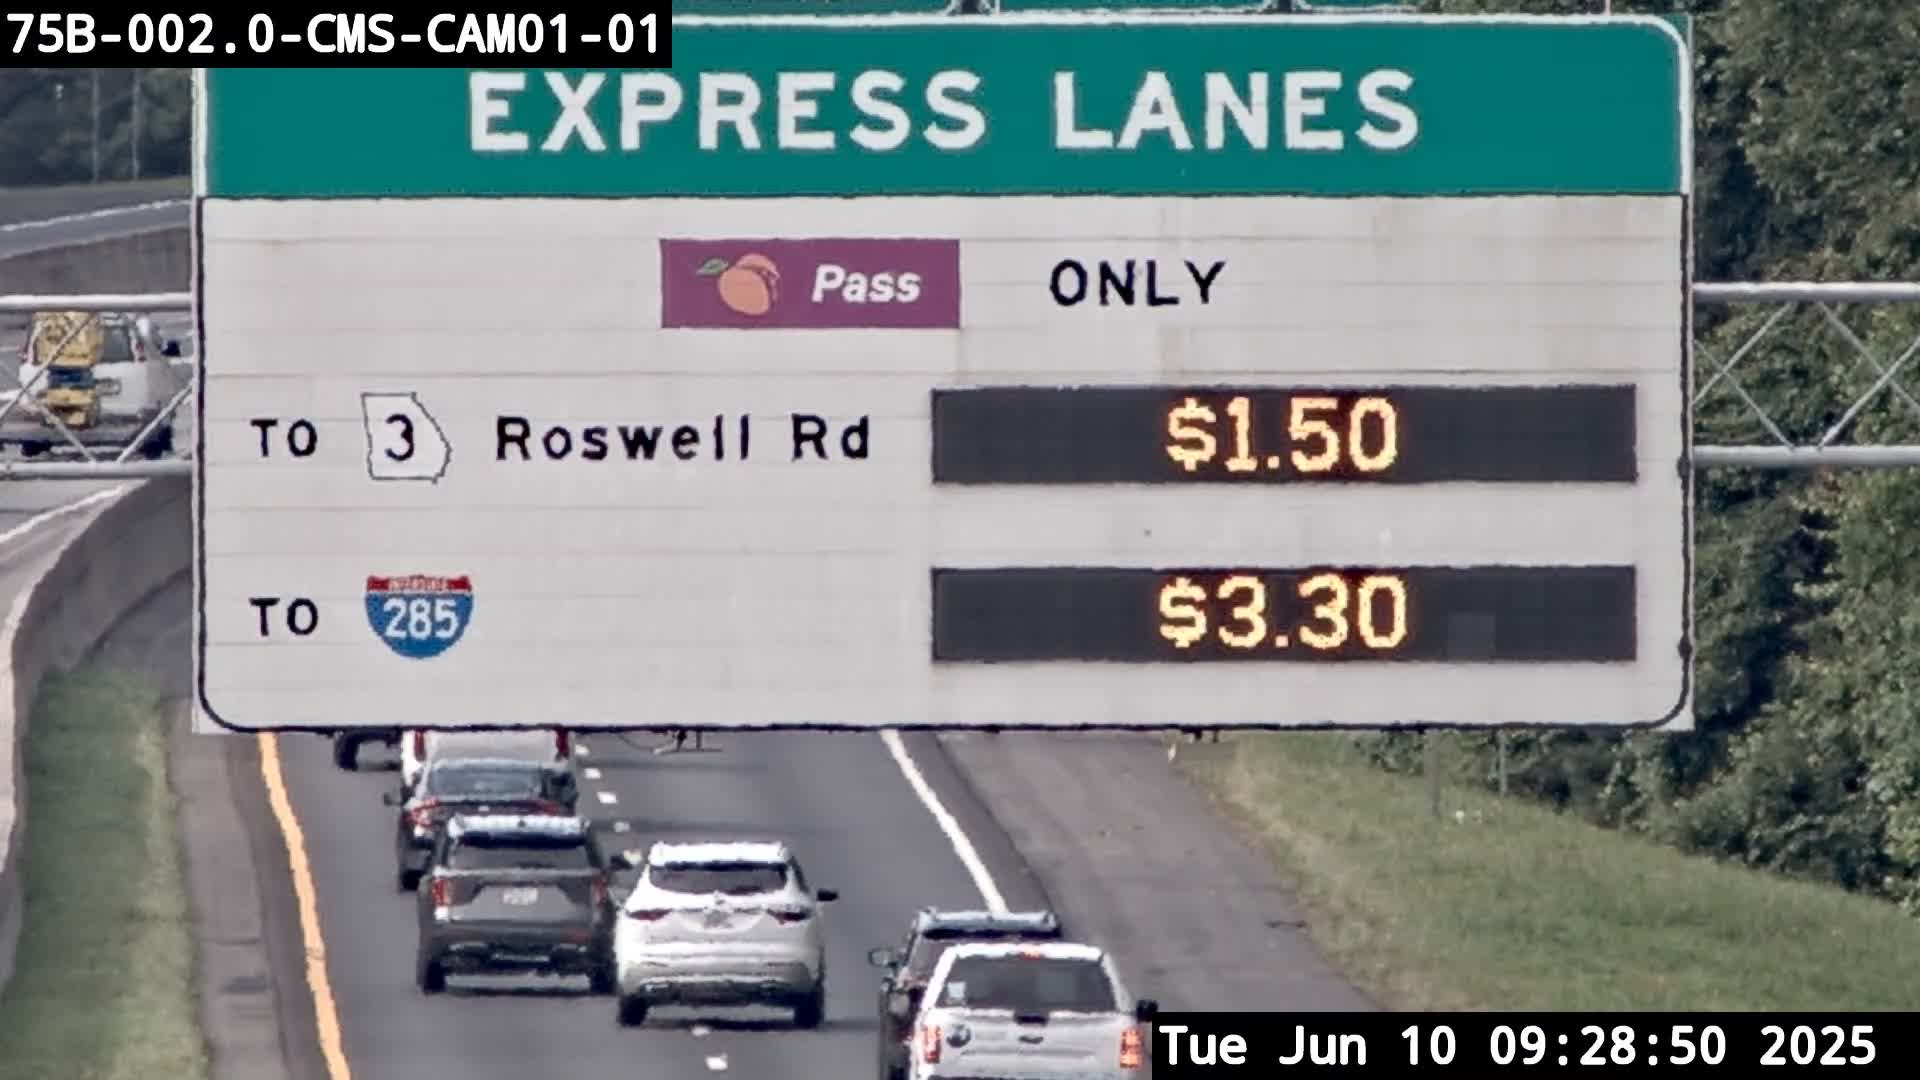 75B-002.0-CMS-CAM01-01
EXPRESS LANES
Pass ONLY
TO 3 Roswell Rd $1.50
TO INTERSTATE 285 $3.30
Tue Jun 10 09:28:50 2025